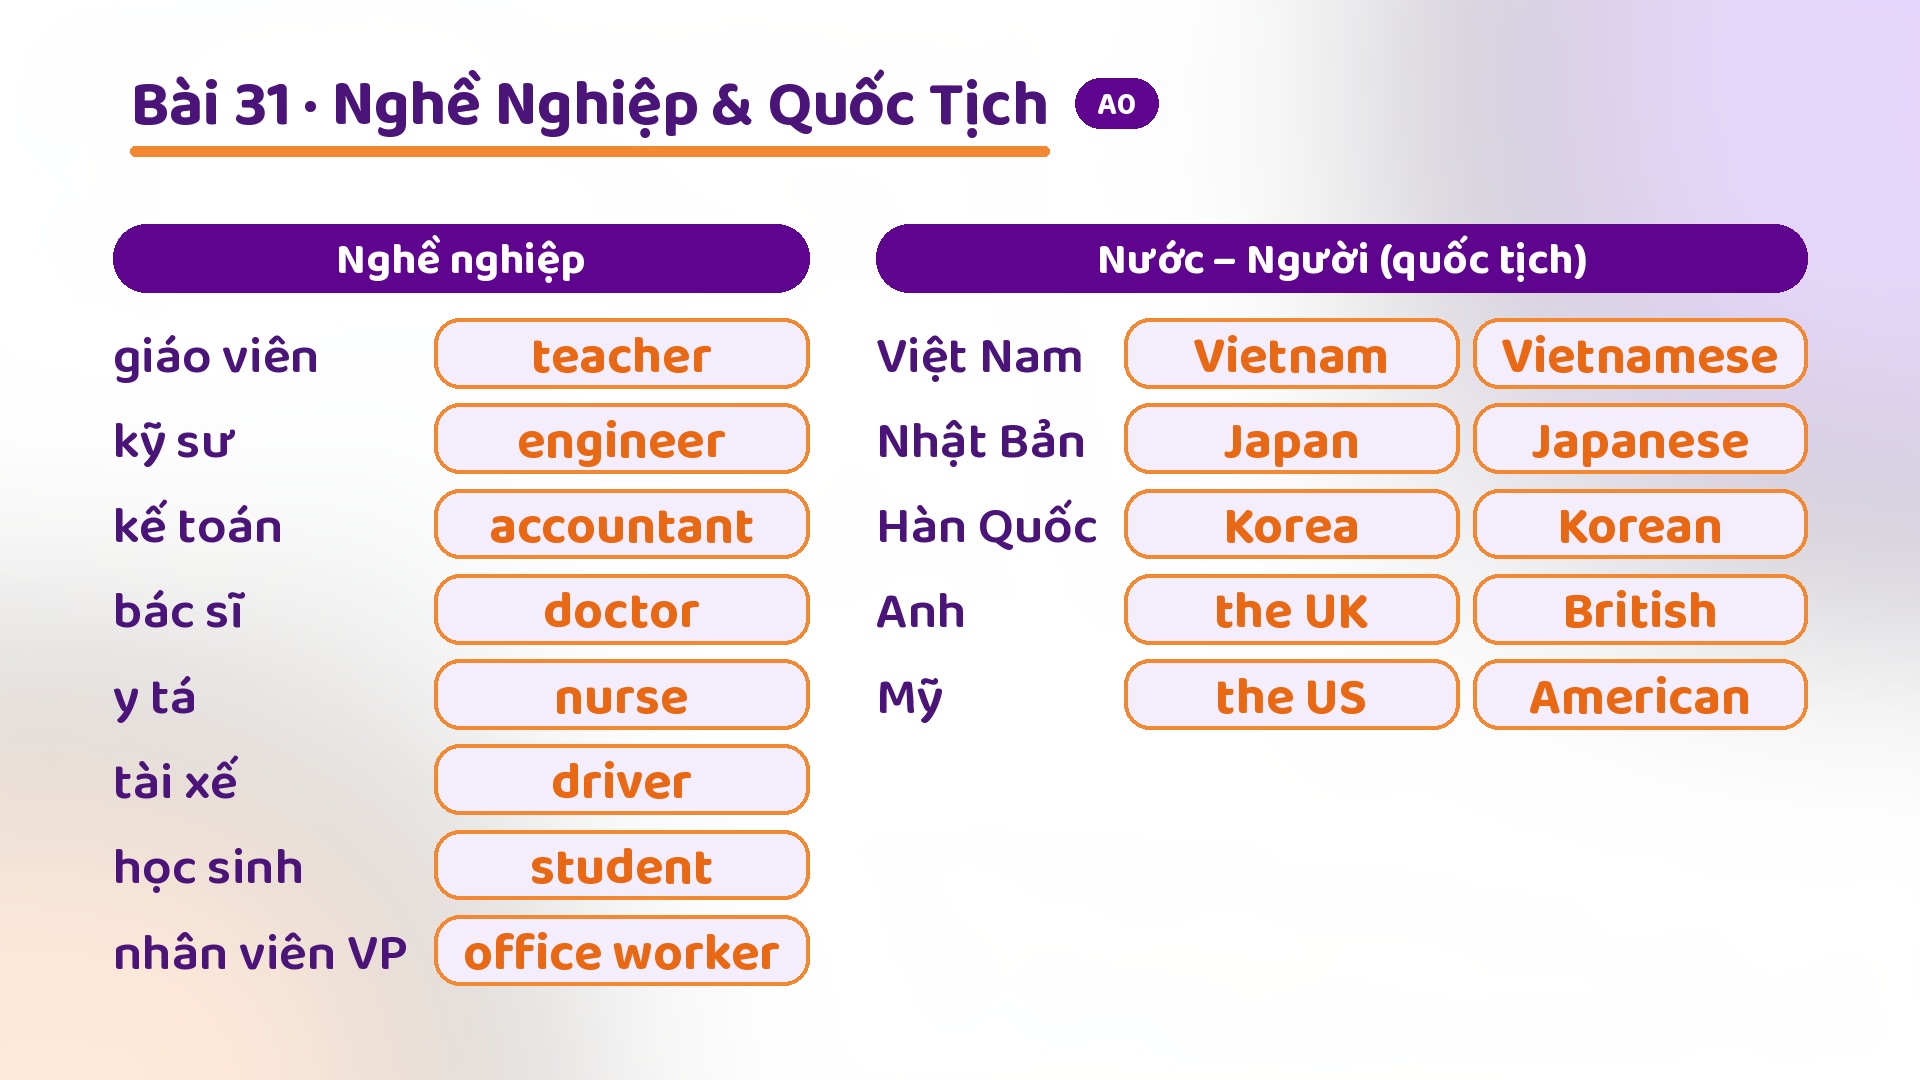 Bài 31 · Nghề Nghiệp & Quốc Tịch A0
Nghề nghiệp
giáo viên teacher
kỹ sư engineer
kế toán accountant
bác sĩ doctor
y tá nurse
tài xế driver
học sinh student
nhân viên VP office worker
Nước – Người (quốc tịch)
Việt Nam Vietnam Vietnamese
Nhật Bản Japan Japanese
Hàn Quốc Korea Korean
Anh the UK British
Mỹ the US American